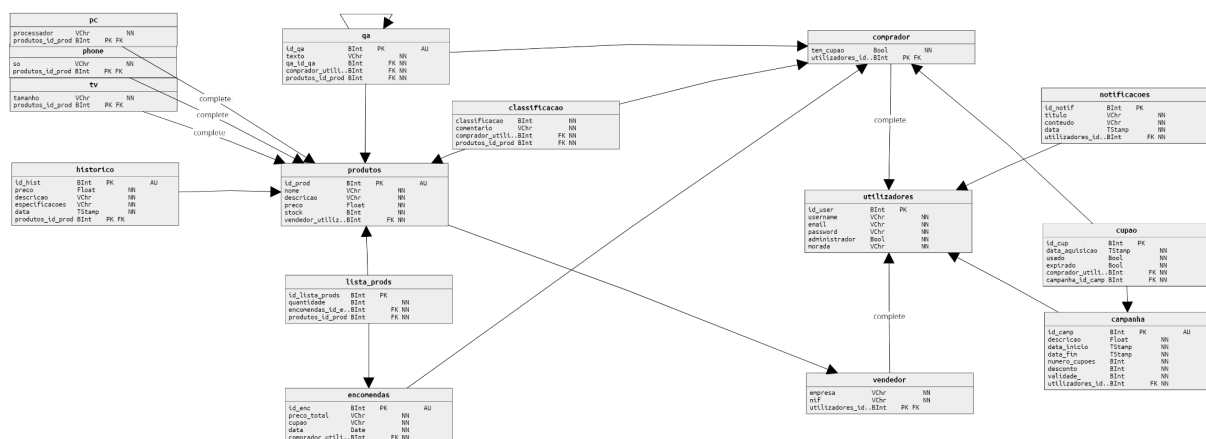 pc
processador VChr NN
produtos_id_prod BInt PK FK
phone
so VChr NN
produtos_id_prod BInt PK FK
tv
tamanho VChr NN
produtos_id_prod BInt PK FK
complete
complete
complete
qa
id_qa BInt PK AU
texto VChr NN
qa_id_qa BInt FK NN
comprador_utili..BInt FK NN
produtos_id_prod BInt FK NN
comprador
tem_cupao Bool NN
utilizadores_id..BInt PK FK
classificacao
classificacao BInt NN
comentario VChr NN
comprador_utili..BInt FK NN
produtos_id_prod BInt FK NN
complete
notificacoes
id_notif BInt PK
titulo VChr NN
conteudo VChr NN
data TStamp NN
utilizadores_id..BInt FK NN
historico
id_hist BInt PK AU
preco Float NN
descricao VChr NN
especificacoes VChr NN
data TStamp NN
produtos_id_prod BInt PK FK
produtos
id_prod BInt PK AU
nome VChr NN
descricao VChr NN
preco Float NN
stock BInt NN
vendedor_utiliz..BInt FK NN
utilizadores
id_user BInt PK
username VChr NN
email VChr NN
password VChr NN
administrador Bool NN
morada VChr NN
cupao
id_cup BInt PK
data_aquisicao TStamp NN
usado Bool NN
expirado Bool NN
comprador_utili..BInt FK NN
campanha_id_camp BInt FK NN
lista_prods
id_lista_prods BInt PK
quantidade BInt NN
encomendas_id_e..BInt FK NN
produtos_id_prod BInt FK NN
complete
campanha
id_camp BInt PK AU
descricao Float NN
data_inicio TStamp NN
data_fim TStamp NN
numero_cupoes BInt NN
desconto BInt NN
validade_ BInt NN
utilizadores_id..BInt FK NN
vendedor
empresa VChr NN
nif VChr NN
utilizadores_id..BInt PK FK
encomendas
id_enc BInt PK AU
preco_total VChr NN
cupao VChr NN
data Date NN
comprador_utili..BInt FK NN